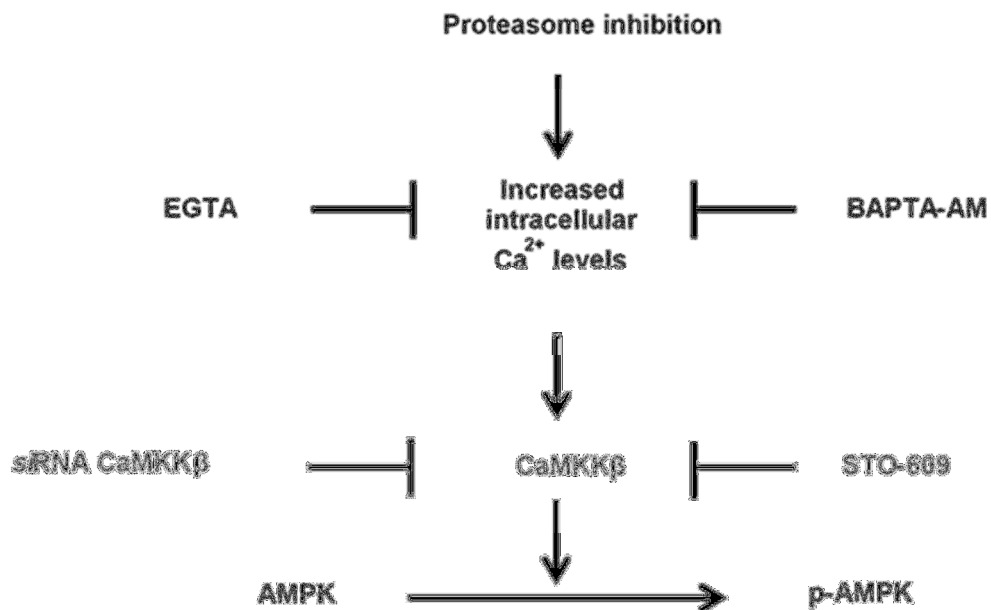 Proteasome inhibition
EGTA
Increased
intracellular
Ca²⁺ levels
BAPTA-AM
siRNA CaMKKβ
CaMKKβ
STO-609
AMPK
p-AMPK